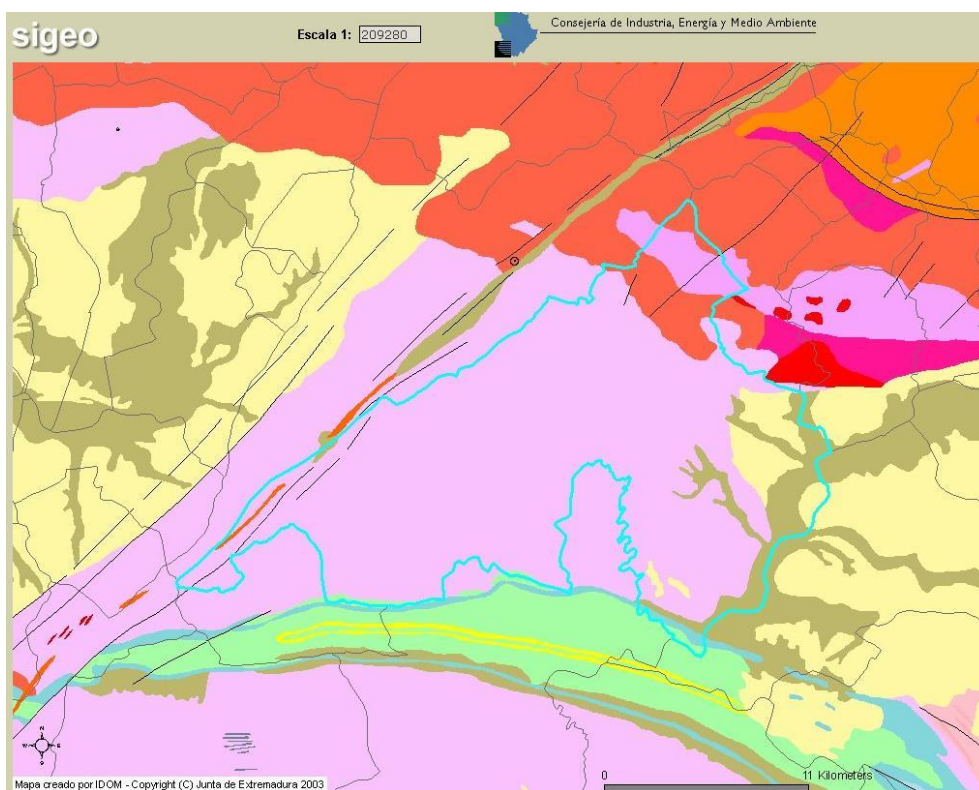 sigeo
Escala 1: 209280
Consejería de Industria, Energía y Medio Ambiente
N
W E
S
0 11 Kilometers
Mapa creado por IDOM - Copyright (C) Junta de Extremadura 2003